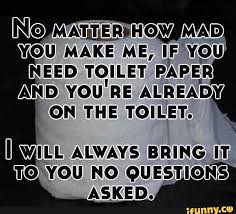 No matter how mad
you make me, if you
need toilet paper
and you're already
on the toilet.
I will always bring it
to you no questions
asked.
ifunny.co